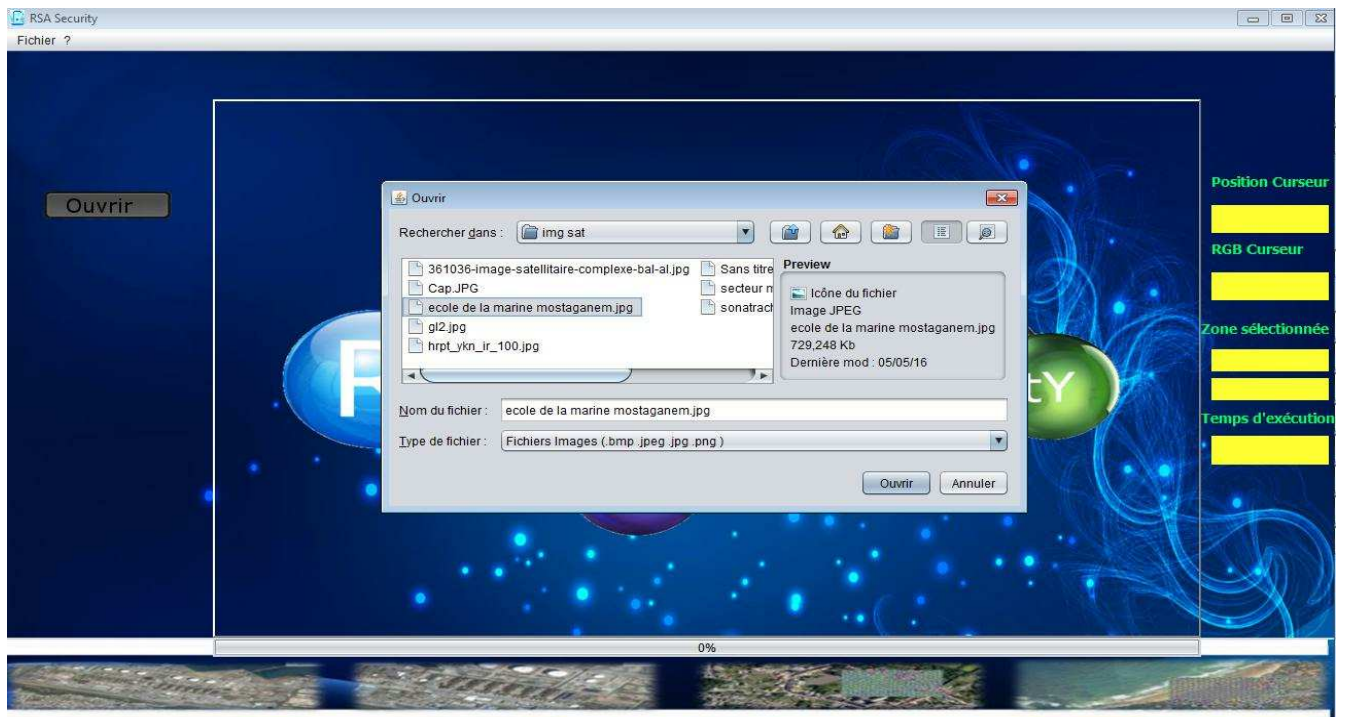 RSA Security
Fichier ?
Ouvrir
Ouvrir
Rechercher dans : img sat
361036-image-satellitaire-complexe-bal-al.jpg
Cap.JPG
ecole de la marine mostaganem.jpg
gl2.jpg
hrpt_ykn_ir_100.jpg
Sans titre
secteur m
sonatrach
Preview
Icône du fichier
Image JPEG
ecole de la marine mostaganem.jpg
729,248 Kb
Dernière mod : 05/05/16
Nom du fichier : ecole de la marine mostaganem.jpg
Type de fichier : Fichiers Images (.bmp .jpeg .jpg .png )
Ouvrir Annuler
R
tY
Position Curseur
RGB Curseur
Zone sélectionnée
Temps d'exécution
0%